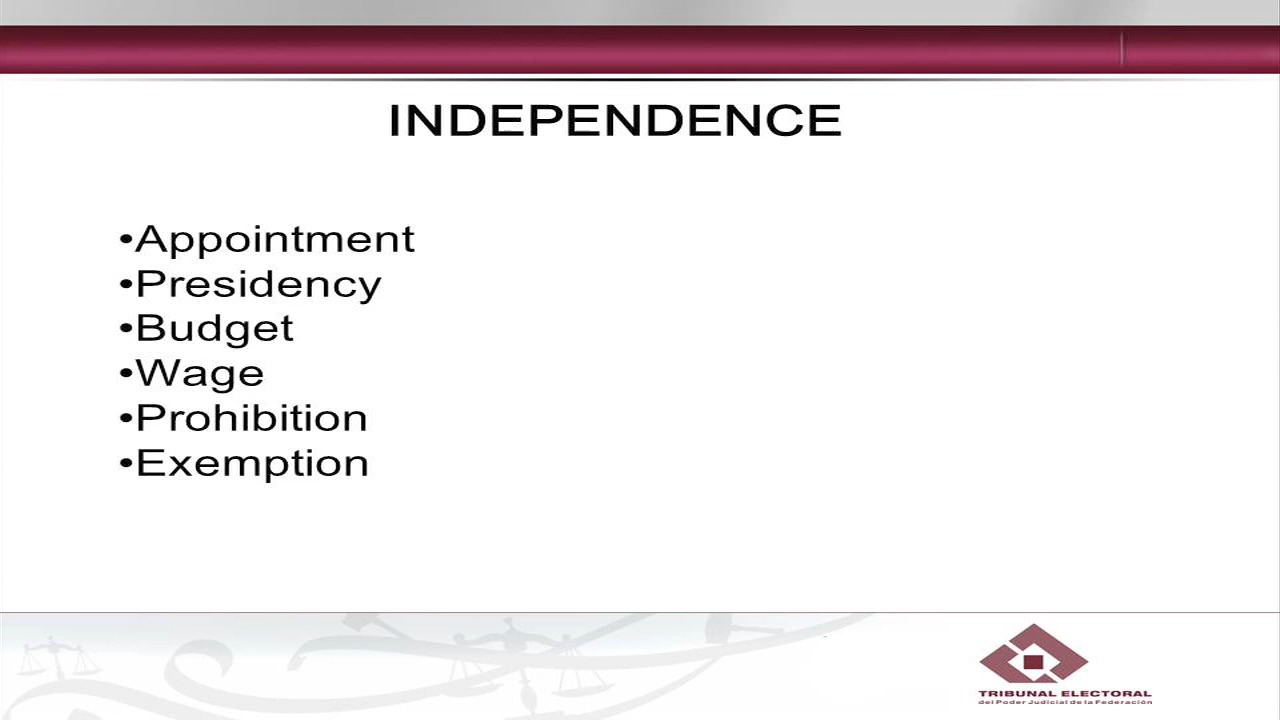 INDEPENDENCE
•Appointment
•Presidency
•Budget
•Wage
•Prohibition
•Exemption
TRIBUNAL ELECTORAL
del Poder Judicial de la Federación